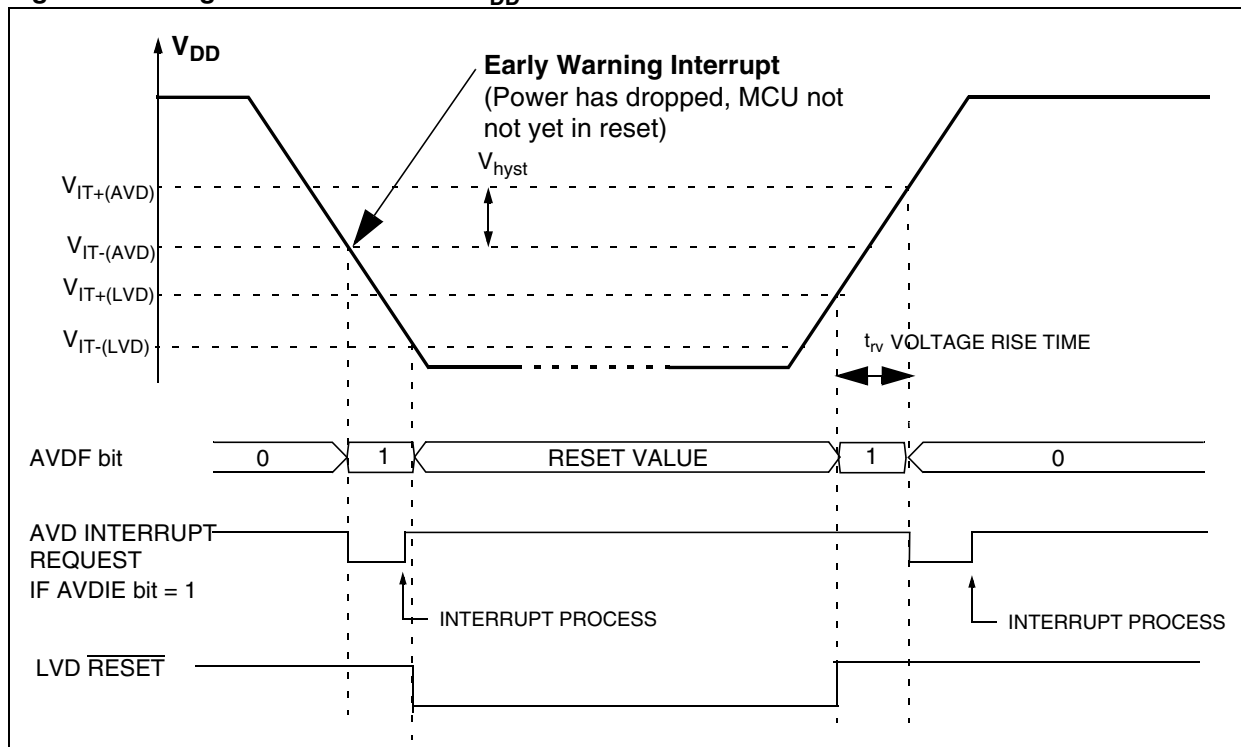 V_DD
Early Warning Interrupt
(Power has dropped, MCU not
not yet in reset)
V_hyst
V_IT+(AVD)
V_IT-(AVD)
V_IT+(LVD)
V_IT-(LVD)
t_rv VOLTAGE RISE TIME
AVDF bit
0
1
RESET VALUE
1
0
AVD INTERRUPT
REQUEST
IF AVDIE bit = 1
INTERRUPT PROCESS
INTERRUPT PROCESS
LVD RESET